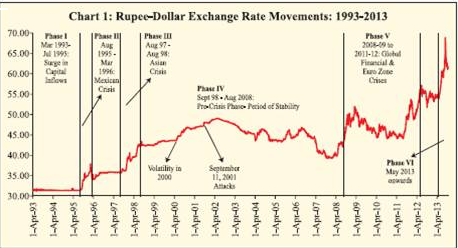 Chart 1: Rupee-Dollar Exchange Rate Movements: 1993-2013
70.00
65.00
60.00
55.00
50.00
45.00
40.00
35.00
30.00
Phase I
Mar 1993-
Jul 1995:
Surge in
Capital
Inflows
Phase II
Aug
1995 -
Mar
1996:
Mexican
Crisis
Phase III
Aug 97 -
Aug 98:
Asian
Crisis
Phase IV
Sept 98 - Aug 2008:
Pre-Crisis Phase- Period of Stability
Volatility in
2000
September
11, 2001
Attacks
Phase V
2008-09 to
2011-12: Global
Financial &
Euro Zone
Crises
Phase VI
May 2013
onwards
1-Apr-93
1-Apr-94
1-Apr-95
1-Apr-96
1-Apr-97
1-Apr-98
1-Apr-99
1-Apr-00
1-Apr-01
1-Apr-02
1-Apr-03
1-Apr-04
1-Apr-05
1-Apr-06
1-Apr-07
1-Apr-08
1-Apr-09
1-Apr-10
1-Apr-11
1-Apr-12
1-Apr-13